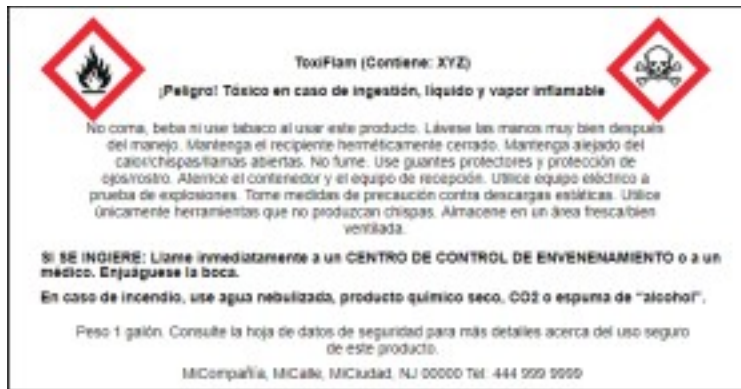 ToxiFlam (Contiene: XYZ)
¡Peligro! Tóxico en caso de ingestión, líquido y vapor inflamable
No coma, beba ni use tabaco al usar este producto. Lávese las manos muy bien después
del manejo. Mantenga el recipiente herméticamente cerrado. Mantenga alejado del
calor/chispas/llamas abiertas. No fume. Use guantes protectores y protección de
ojos/rostro. Aterrice el contenedor y el equipo de recepción. Utilice equipo eléctrico a
prueba de explosiones. Tome medidas de precaución contra descargas estáticas. Utilice
únicamente herramientas que no produzcan chispas. Almacene en un área fresca/bien
ventilada.
SI SE INGIERE: Llame inmediatamente a un CENTRO DE CONTROL DE ENVENENAMIENTO o a un
médico. Enjuáguese la boca.
En caso de incendio, use agua nebulizada, producto químico seco, CO2 o espuma de "alcohol".
Peso 1 galón. Consulte la hoja de datos de seguridad para más detalles acerca del uso seguro
de este producto.
MiCompañía, MiCalle, MiCiudad, NJ 00000 Tel: 444 999 9999